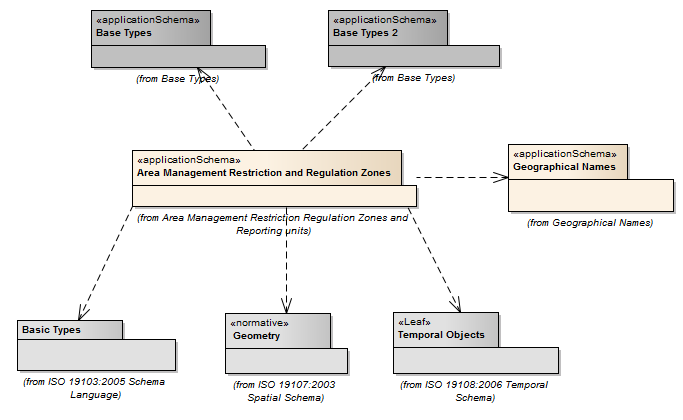 «applicationSchema»
Base Types
(from Base Types)
«applicationSchema»
Base Types 2
(from Base Types)
«applicationSchema»
Area Management Restriction and Regulation Zones
(from Area Management Restriction Regulation Zones and
Reporting units)
«applicationSchema»
Geographical Names
(from Geographical Names)
Basic Types
(from ISO 19103:2005 Schema
Language)
«normative»
Geometry
(from ISO 19107:2003
Spatial Schema)
«Leaf»
Temporal Objects
(from ISO 19108:2006 Temporal
Schema)